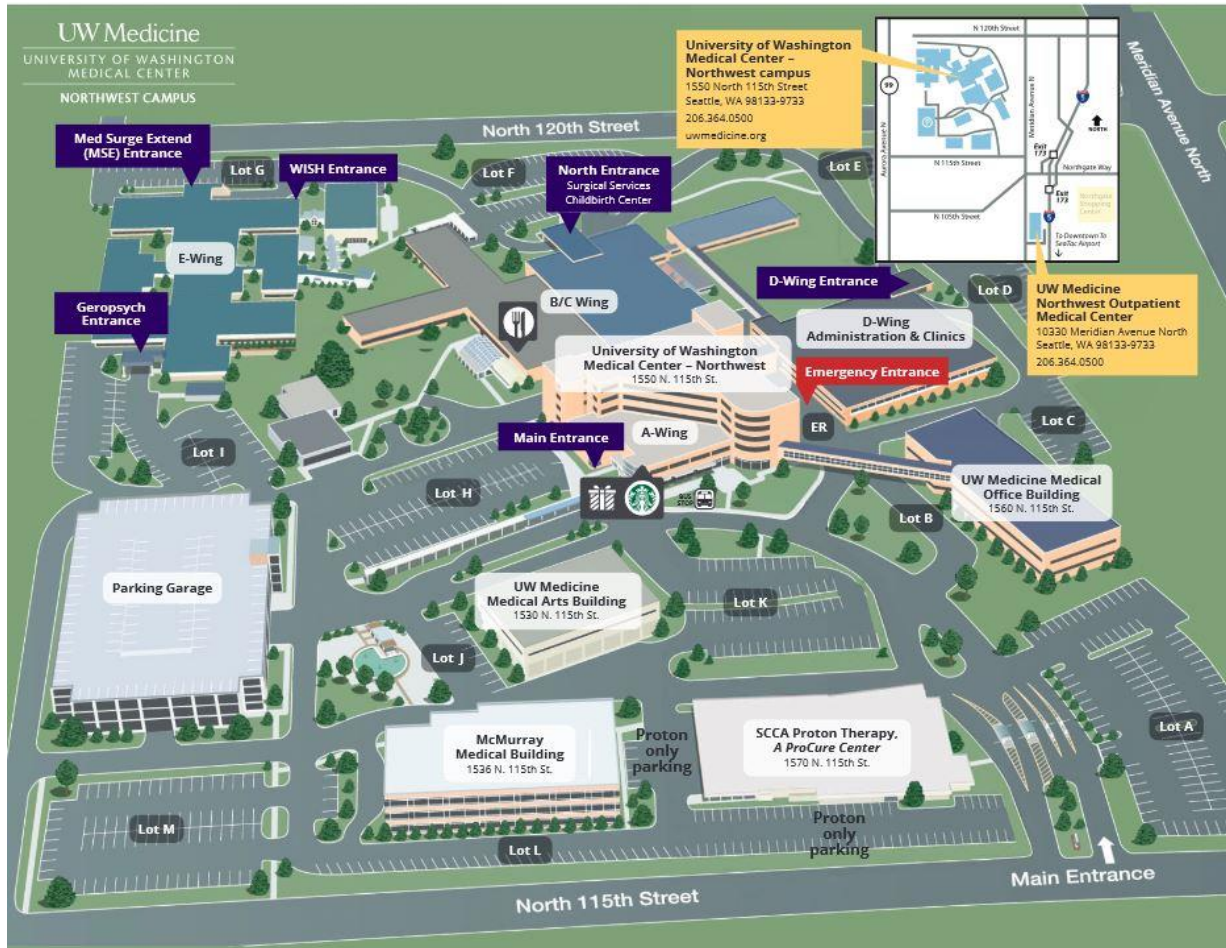 UW Medicine
UNIVERSITY OF WASHINGTON
MEDICAL CENTER
NORTHWEST CAMPUS
University of Washington
Medical Center –
Northwest campus
1550 North 115th Street
Seattle, WA 98133-9733
206.364.0500
uwmedicine.org
N 120th Street
99
Aurora Avenue N
Meridian Avenue N
5
NORTH
N 115th Street
Exit
173
Northgate Way
Exit
173
Northgate
Shopping
Center
N 105th Street
5
To Downtown To
SeaTac Airport
P
Meridian Avenue North
UW Medicine
Northwest Outpatient
Medical Center
10330 Meridian Avenue North
Seattle, WA 98133-9733
206.364.0500
North 120th Street
Med Surge Extend
(MSE) Entrance
Lot G
WISH Entrance
Lot F
North Entrance
Surgical Services
Childbirth Center
Lot E
E-Wing
Geropsych
Entrance
B/C Wing
D-Wing Entrance
Lot D
D-Wing
Administration & Clinics
University of Washington
Medical Center – Northwest
1550 N. 115th St.
Emergency Entrance
ER
Lot C
Main Entrance
A-Wing
Lot I
Lot H
BUS
STOP
UW Medicine Medical
Office Building
1560 N. 115th St.
Lot B
Parking Garage
UW Medicine
Medical Arts Building
1530 N. 115th St.
Lot K
Lot J
Lot A
McMurray
Medical Building
1536 N. 115th St.
Proton
only
parking
SCCA Proton Therapy,
A ProCure Center
1570 N. 115th St.
Lot M
Lot L
Proton
only
parking
Main Entrance
North 115th Street